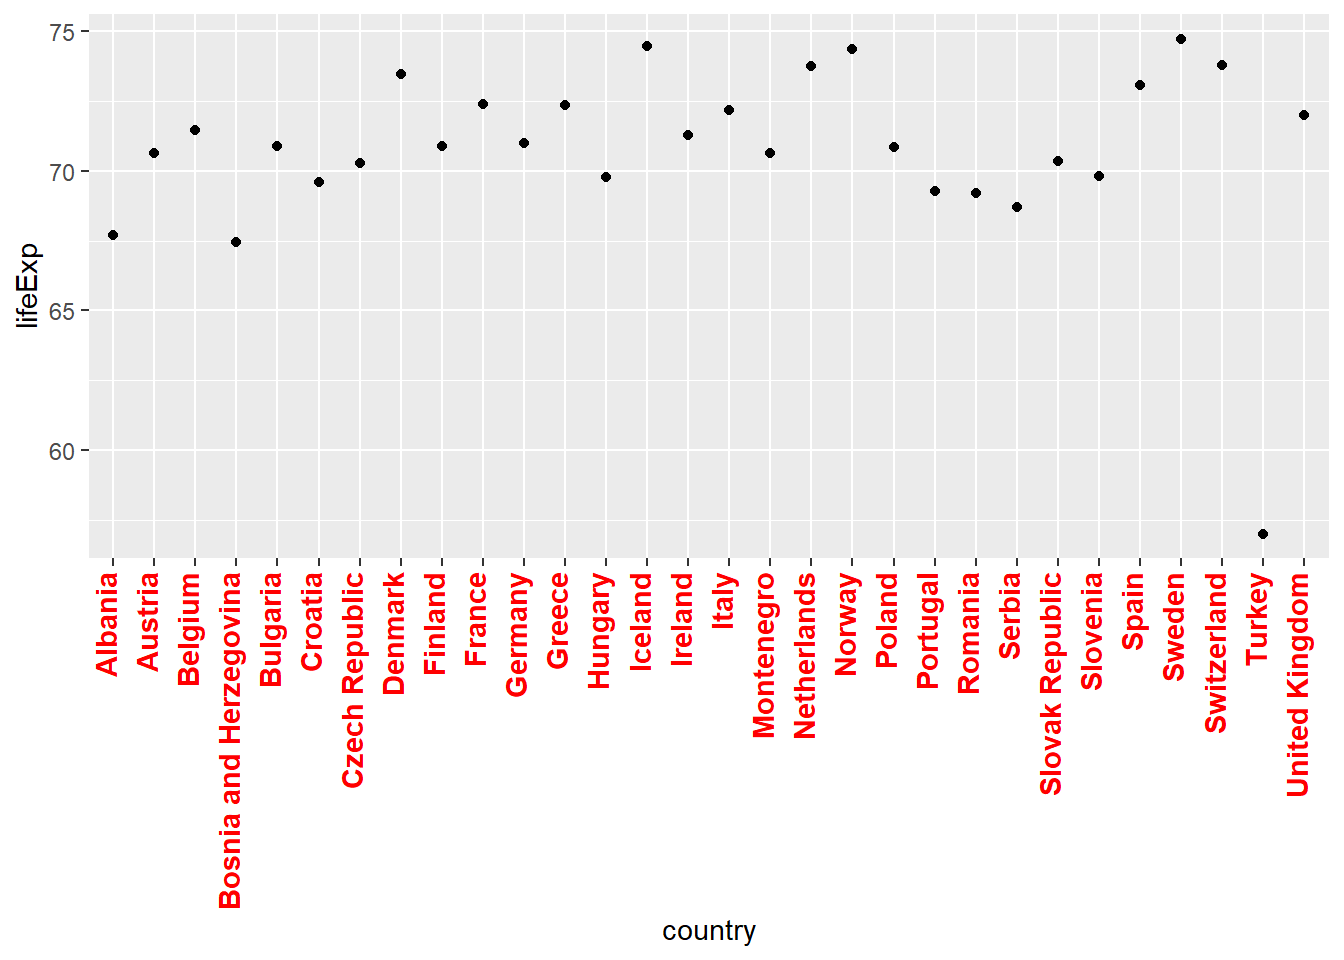 75
70
65
60
lifeExp
Albania
Austria
Belgium
Bosnia and Herzegovina
Bulgaria
Croatia
Czech Republic
Denmark
Finland
France
Germany
Greece
Hungary
Iceland
Ireland
Italy
Montenegro
Netherlands
Norway
Poland
Portugal
Romania
Serbia
Slovak Republic
Slovenia
Spain
Sweden
Switzerland
Turkey
United Kingdom
country